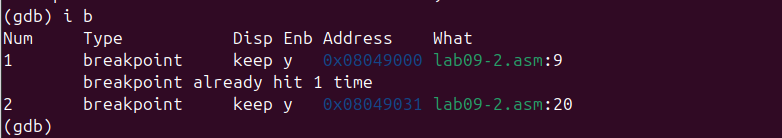 (gdb) i b
Num     Type           Disp Enb Address    What
1       breakpoint     keep y   0x08049000 lab09-2.asm:9
        breakpoint already hit 1 time
2       breakpoint     keep y   0x08049031 lab09-2.asm:20
(gdb)